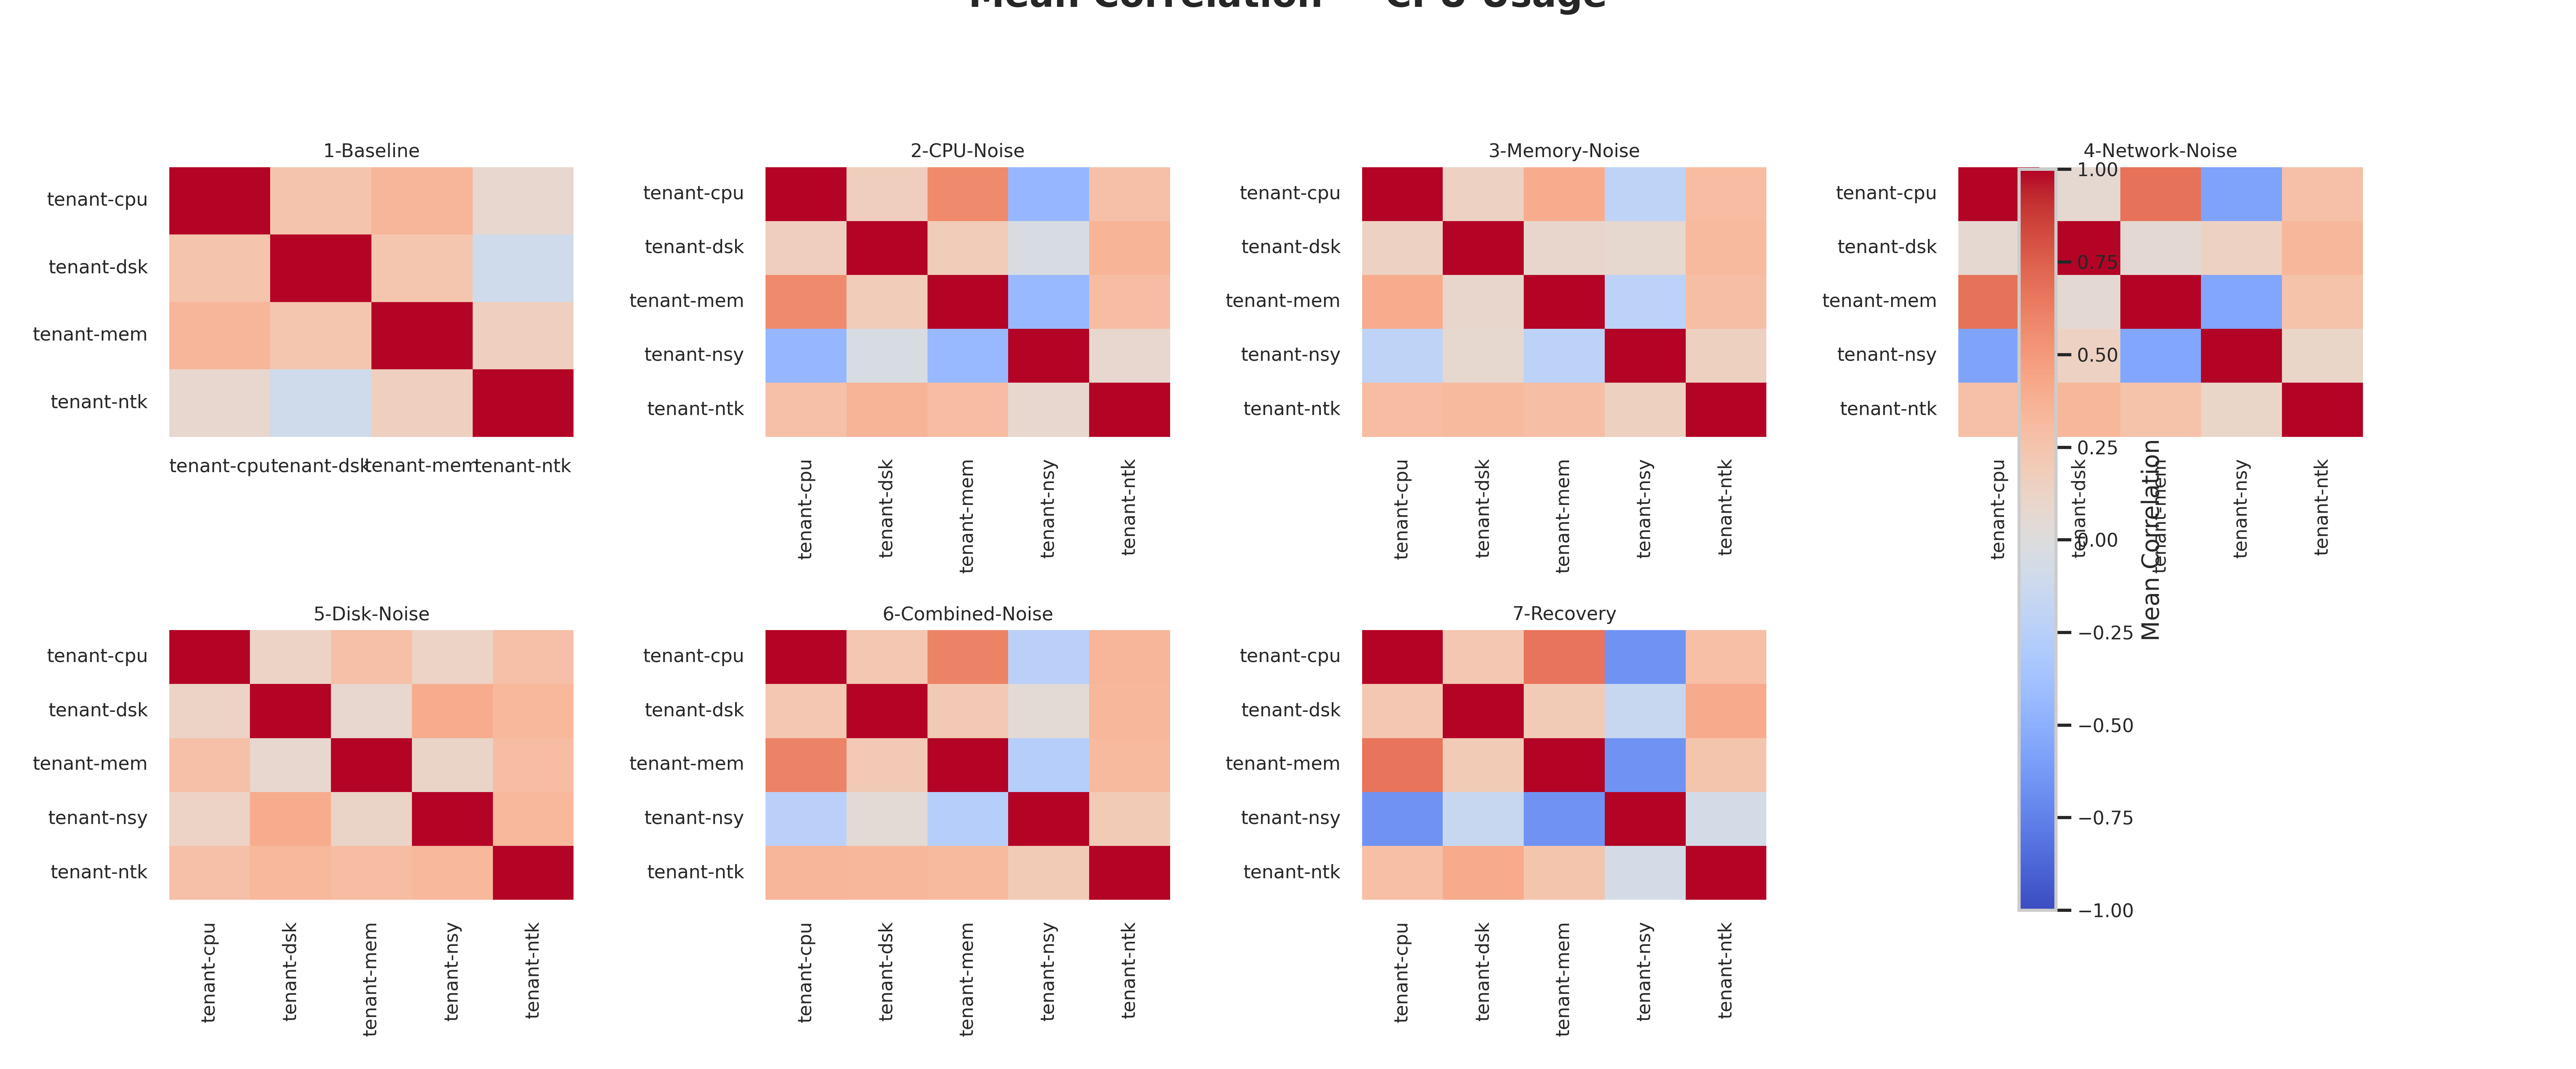 Mean Correlation CPU Usage
1-Baseline
tenant-cpu
tenant-dsk
tenant-mem
tenant-ntk
tenant-cpu tenant-dsk tenant-mem tenant-ntk
2-CPU-Noise
tenant-cpu
tenant-dsk
tenant-mem
tenant-nsy
tenant-ntk
tenant-cpu
tenant-dsk
tenant-mem
tenant-nsy
tenant-ntk
3-Memory-Noise
tenant-cpu
tenant-dsk
tenant-mem
tenant-nsy
tenant-ntk
tenant-cpu
tenant-dsk
tenant-mem
tenant-nsy
tenant-ntk
4-Network-Noise
tenant-cpu
tenant-dsk
tenant-mem
tenant-nsy
tenant-ntk
tenant-cpu
tenant-dsk
tenant-mem
tenant-nsy
tenant-ntk
5-Disk-Noise
tenant-cpu
tenant-dsk
tenant-mem
tenant-nsy
tenant-ntk
tenant-cpu
tenant-dsk
tenant-mem
tenant-nsy
tenant-ntk
6-Combined-Noise
tenant-cpu
tenant-dsk
tenant-mem
tenant-nsy
tenant-ntk
tenant-cpu
tenant-dsk
tenant-mem
tenant-nsy
tenant-ntk
7-Recovery
tenant-cpu
tenant-dsk
tenant-mem
tenant-nsy
tenant-ntk
tenant-cpu
tenant-dsk
tenant-mem
tenant-nsy
tenant-ntk
1.00
0.75
0.50
0.25
0.00
−0.25
−0.50
−0.75
−1.00
Mean Correlation